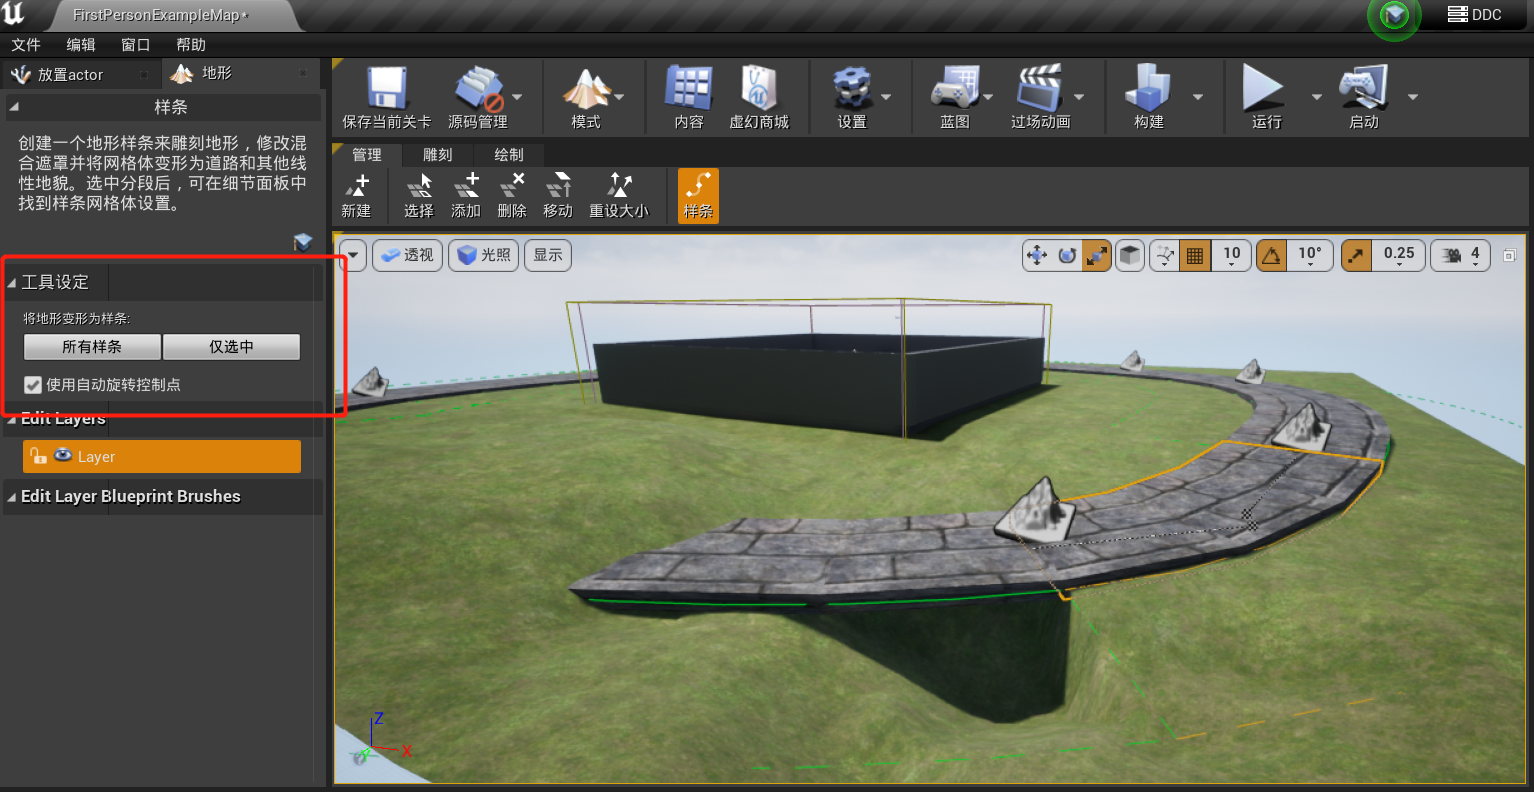 FirstPersonExampleMap*
DDC
文件 编辑 窗口 帮助
放置actor 地形
样条
创建一个地形样条来雕刻地形，修改混
合遮罩并将网格体变形为道路和其他线
性地貌。选中分段后，可在细节面板中
找到样条网格体设置。
工具设定
将地形变形为样条:
所有样条 仅选中
使用自动旋转控制点
Edit Layers
Layer
Edit Layer Blueprint Brushes
保存当前关卡 源码管理 模式 内容 虚幻商城 设置 蓝图 过场动画 构建 运行 启动
管理 雕刻 绘制
新建 选择 添加 删除 移动 重设大小 样条
透视 光照 显示 10 10° 0.25 4
Z
X
Y